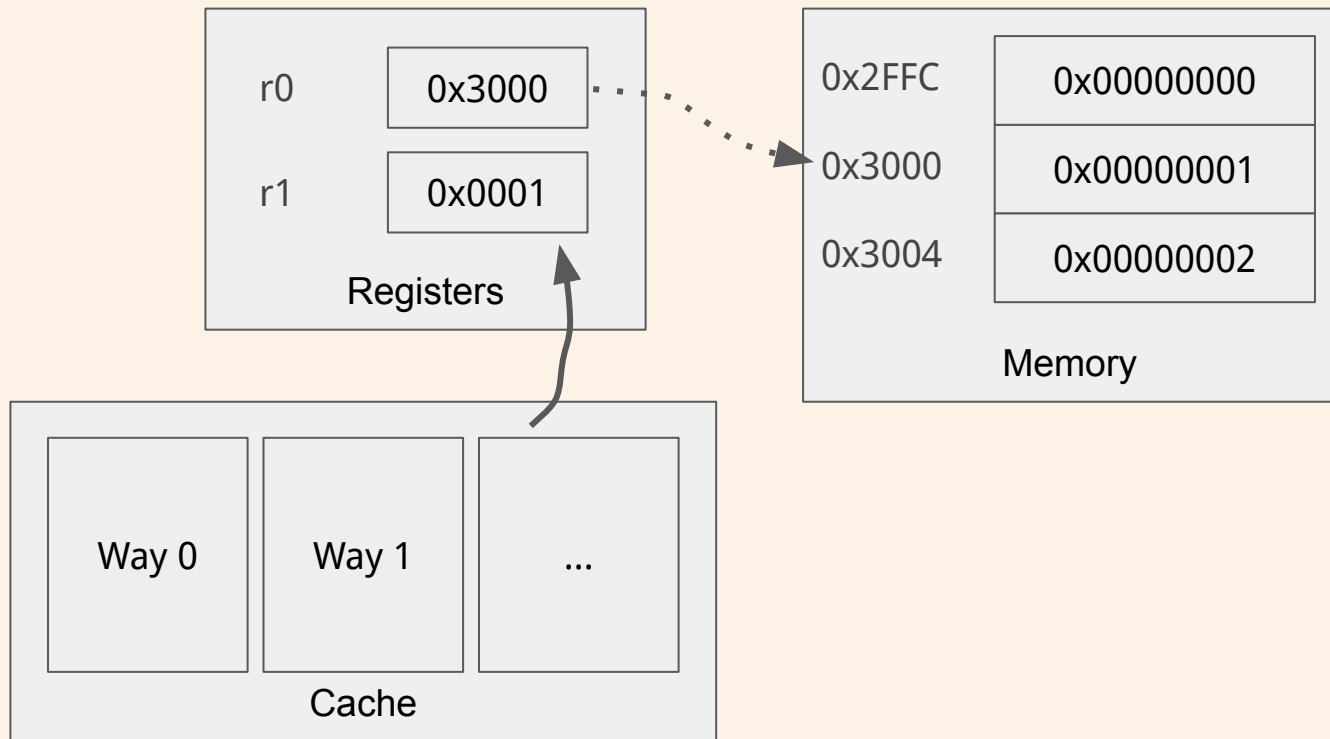 r0
0x3000
r1
0x0001
Registers
0x2FFC
0x00000000
0x3000
0x00000001
0x3004
0x00000002
Memory
Way 0
Way 1
...
Cache